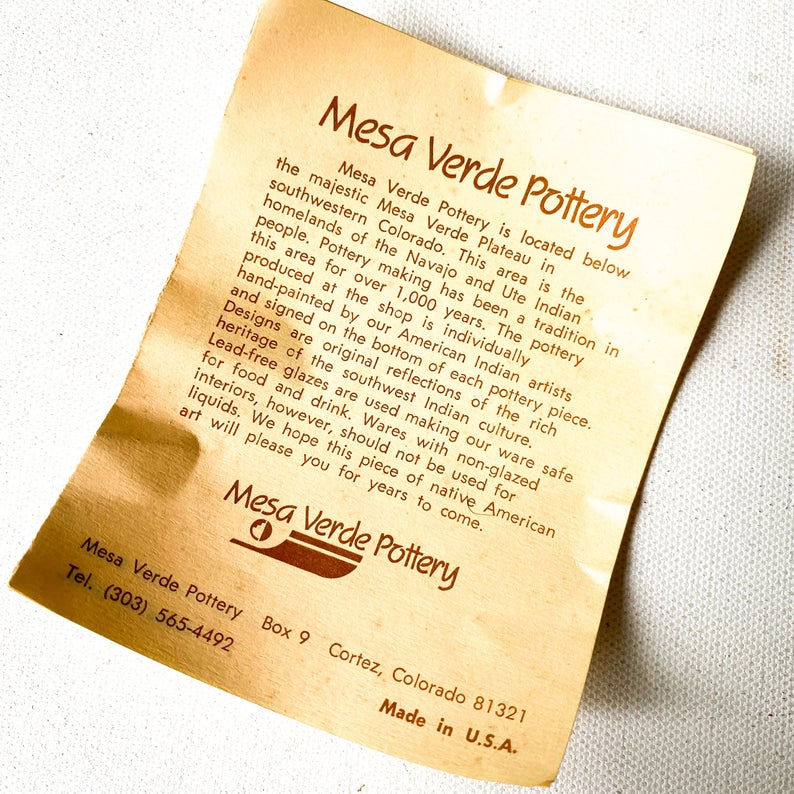 Mesa Verde Pottery
Mesa Verde Pottery is located below
the majestic Mesa Verde Plateau in
southwestern Colorado. This area is the
homelands of the Navajo and Ute Indian
people. Pottery making has been a tradition in
this area for over 1,000 years. The pottery
produced at the shop is individually
hand-painted by our American Indian artists
and signed on the bottom of each pottery piece.
Designs are original reflections of the rich
heritage of the southwest Indian culture.
Lead-free glazes are used making our ware safe
for food and drink. Wares with non-glazed
interiors, however, should not be used for
liquids. We hope this piece of native American
art will please you for years to come.
Mesa Verde Pottery
Mesa Verde Pottery Box 9 Cortez, Colorado 81321
Tel. (303) 565-4492
Made in U.S.A.